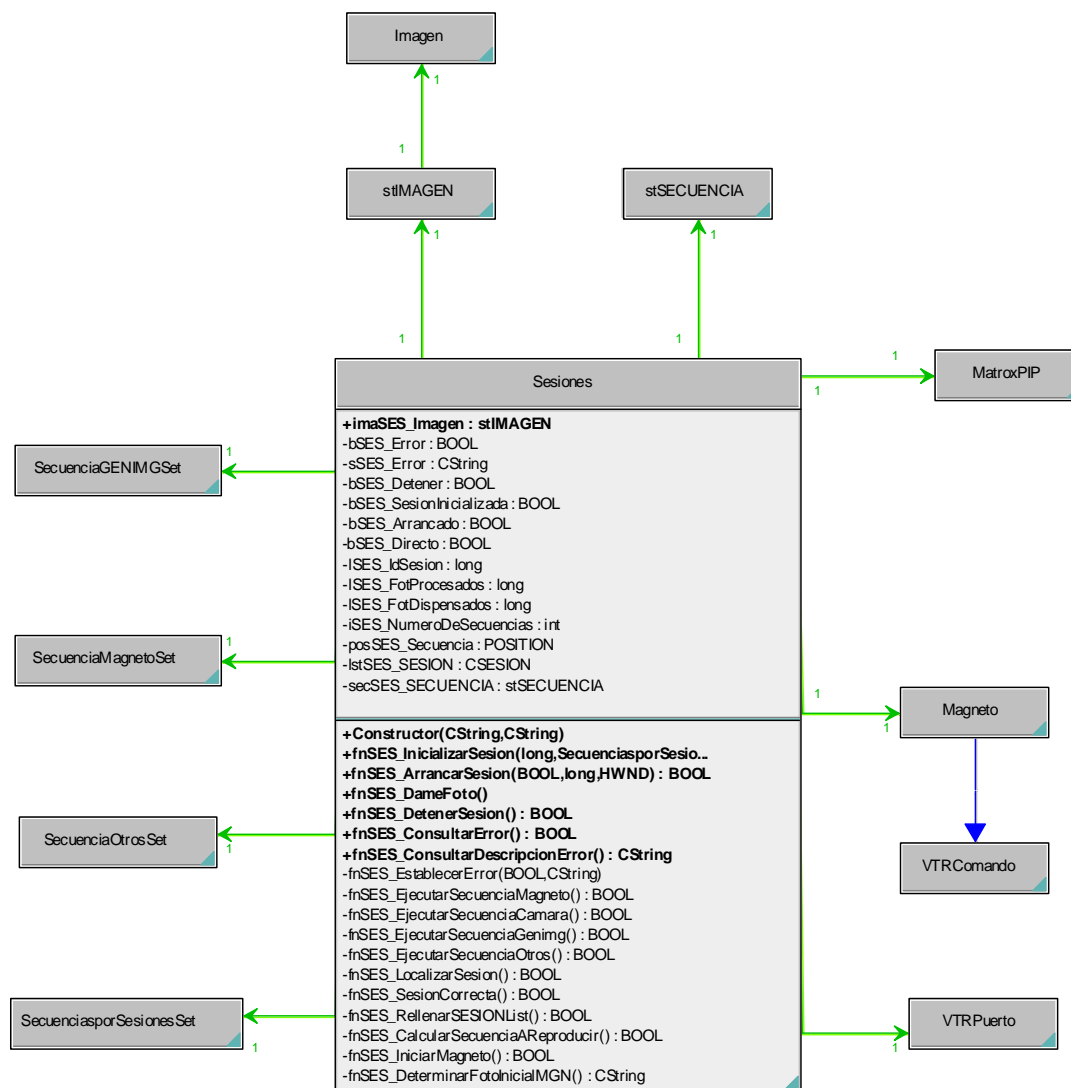 Imagen
1
1
stIMAGEN
stSECUENCIA
1
1
1
1
Sesiones
1
1
MatroxPIP
+imaSES_Imagen : stIMAGEN
-bSES_Error : BOOL
-sSES_Error : CString
-bSES_Detener : BOOL
-bSES_SesionInicializada : BOOL
-bSES_Arrancado : BOOL
-bSES_Directo : BOOL
-lSES_IdSesion : long
-lSES_FotProcesados : long
-lSES_FotDispensados : long
-iSES_NumeroDeSecuencias : int
-posSES_Secuencia : POSITION
-lstSES_SESION : CSESION
-secSES_SECUENCIA : stSECUENCIA
1
SecuenciaGENIMGSet
1
SecuenciaMagnetoSet
1
1
Magneto
+Constructor(CString,CString)
+fnSES_InicializarSesion(long,SecuenciasporSesio...
+fnSES_ArrancarSesion(BOOL,long,HWND) : BOOL
+fnSES_DameFoto()
+fnSES_DetenerSesion() : BOOL
+fnSES_ConsultarError() : BOOL
+fnSES_ConsultarDescripcionError() : CString
-fnSES_EstablecerError(BOOL,CString)
-fnSES_EjecutarSecuenciaMagneto() : BOOL
-fnSES_EjecutarSecuenciaCamara() : BOOL
-fnSES_EjecutarSecuenciaGenimg() : BOOL
-fnSES_EjecutarSecuenciaOtros() : BOOL
-fnSES_LocalizarSesion() : BOOL
-fnSES_SesionCorrecta() : BOOL
-fnSES_RellenarSESIONList() : BOOL
-fnSES_CalcularSecuenciaAReproducir() : BOOL
-fnSES_IniciarMagneto() : BOOL
-fnSES_DeterminarFotoInicialMGN() : CString
SecuenciaOtrosSet
1
VTRComando
SecuenciasporSesionesSet
1
1
VTRPuerto
1